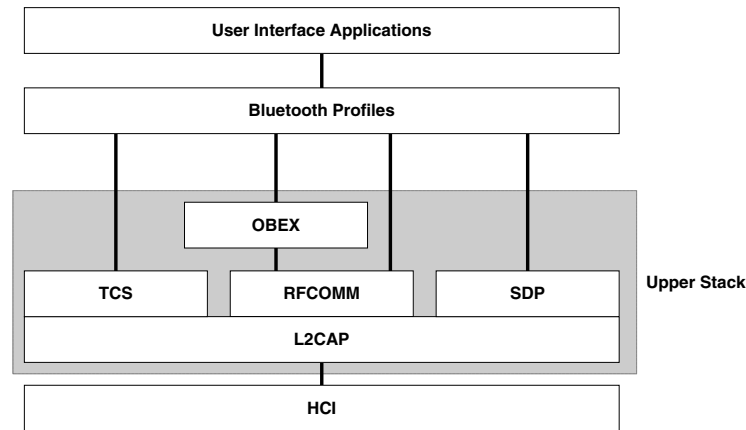 User Interface Applications
Bluetooth Profiles
OBEX
TCS
RFCOMM
SDP
Upper Stack
L2CAP
HCI